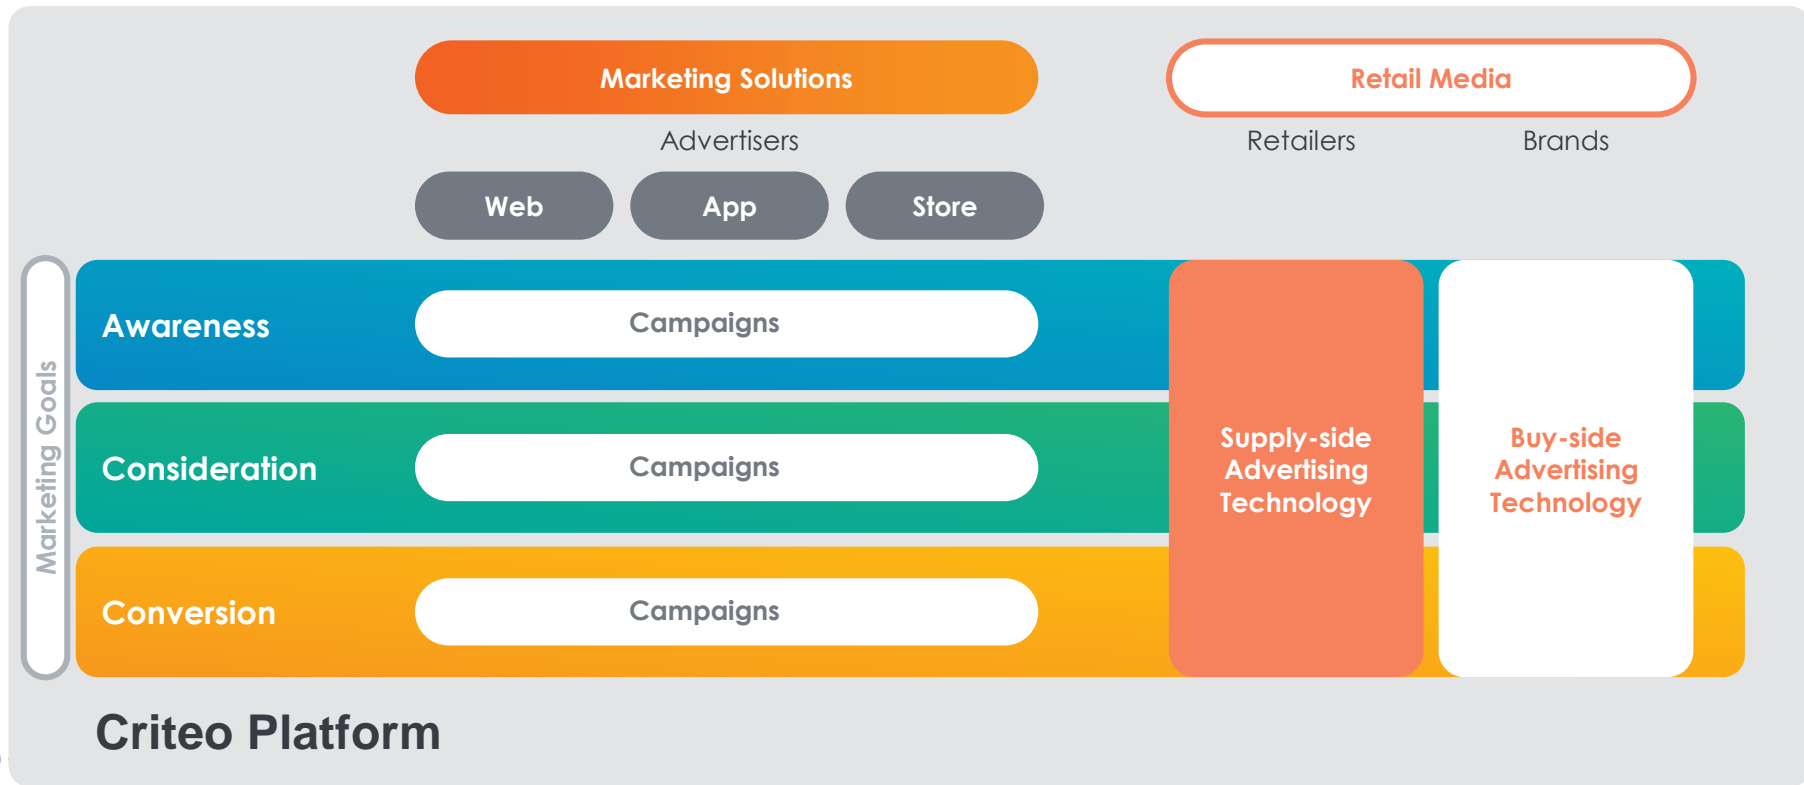 Marketing Solutions
Retail Media
Advertisers
Retailers
Brands
Web
App
Store
Marketing Goals
Awareness
Campaigns
Consideration
Campaigns
Conversion
Campaigns
Supply-side
Advertising
Technology
Buy-side
Advertising
Technology
Criteo Platform